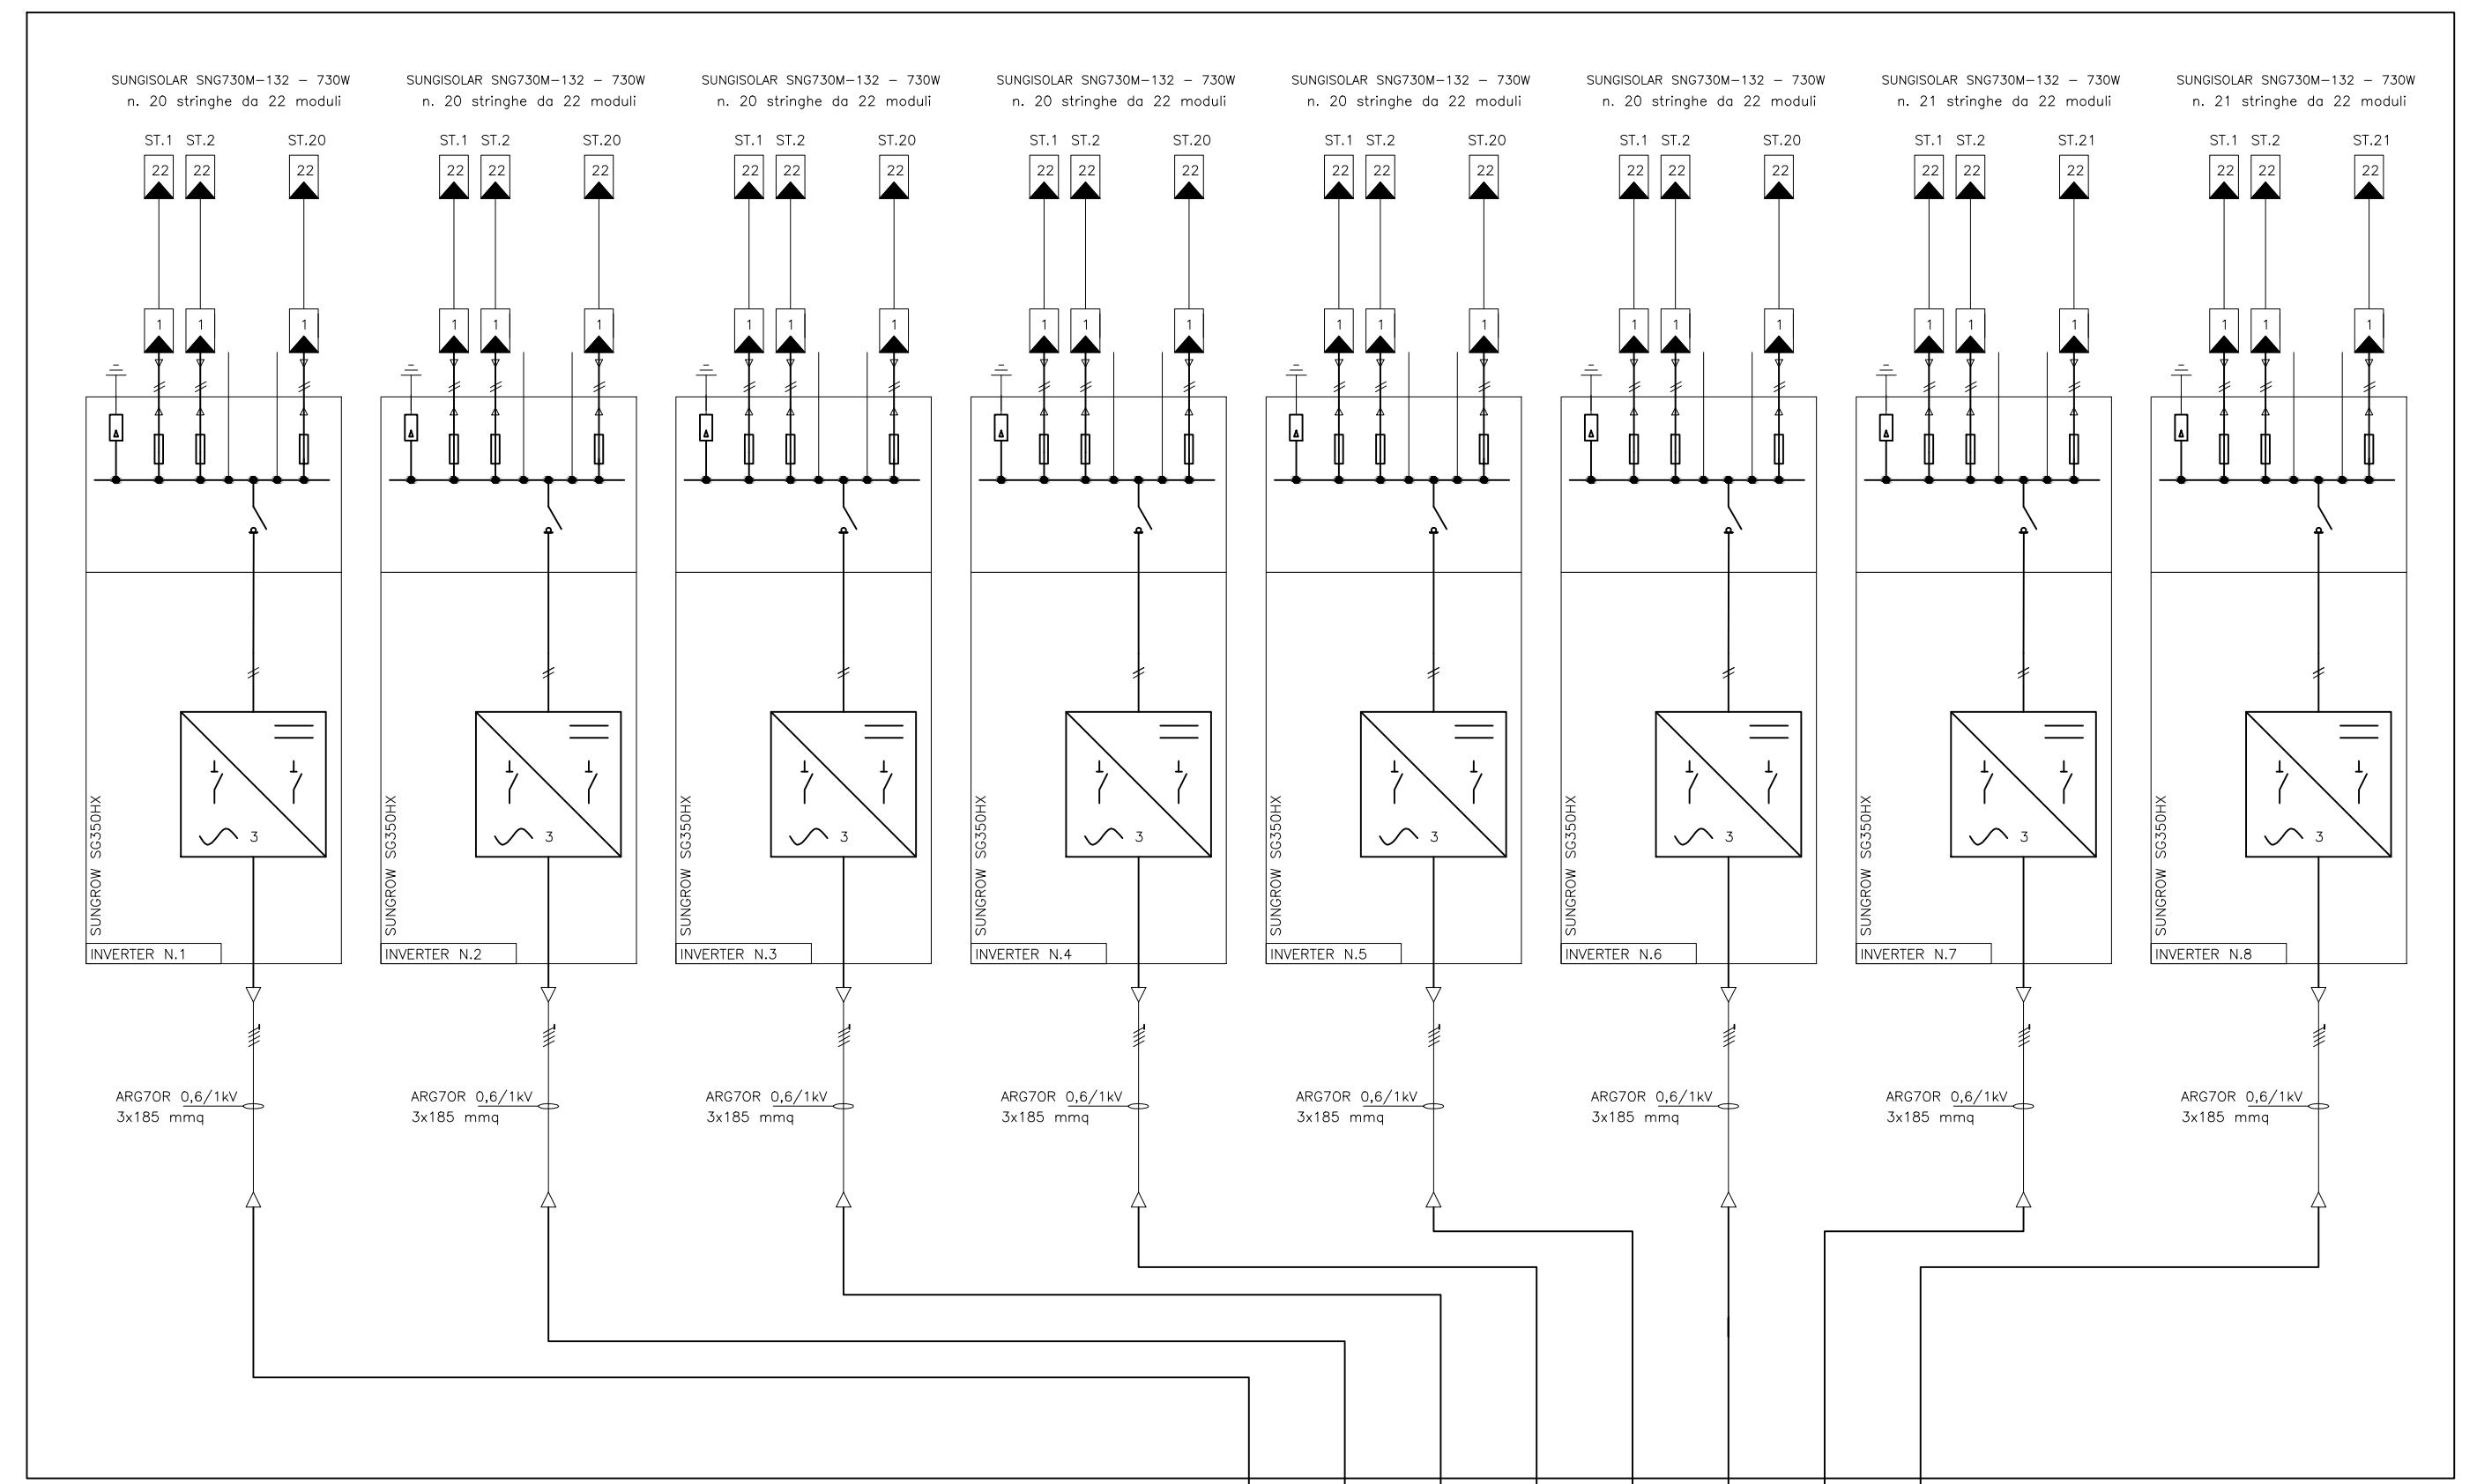 SUNGISOLAR SNG730M-132 - 730W
n. 20 stringhe da 22 moduli
ST.1 ST.2 ST.20
22 22 22
1 1 1
SUNGROW SG350HX
INVERTER N.1
ARG7OR 0,6/1kV
3x185 mmq
3
SUNGISOLAR SNG730M-132 - 730W
n. 20 stringhe da 22 moduli
ST.1 ST.2 ST.20
22 22 22
1 1 1
3
SUNGROW SG350HX
INVERTER N.2
ARG7OR 0,6/1kV
3x185 mmq
SUNGISOLAR SNG730M-132 - 730W
n. 20 stringhe da 22 moduli
ST.1 ST.2 ST.20
22 22 22
1 1 1
3
SUNGROW SG350HX
INVERTER N.3
ARG7OR 0,6/1kV
3x185 mmq
SUNGISOLAR SNG730M-132 - 730W
n. 20 stringhe da 22 moduli
ST.1 ST.2 ST.20
22 22 22
1 1 1
3
SUNGROW SG350HX
INVERTER N.4
ARG7OR 0,6/1kV
3x185 mmq
SUNGISOLAR SNG730M-132 - 730W
n. 20 stringhe da 22 moduli
ST.1 ST.2 ST.20
22 22 22
1 1 1
3
SUNGROW SG350HX
INVERTER N.5
ARG7OR 0,6/1kV
3x185 mmq
SUNGISOLAR SNG730M-132 - 730W
n. 20 stringhe da 22 moduli
ST.1 ST.2 ST.20
22 22 22
1 1 1
3
SUNGROW SG350HX
INVERTER N.6
ARG7OR 0,6/1kV
3x185 mmq
SUNGISOLAR SNG730M-132 - 730W
n. 21 stringhe da 22 moduli
ST.1 ST.2 ST.21
22 22 22
1 1 1
3
SUNGROW SG350HX
INVERTER N.7
ARG7OR 0,6/1kV
3x185 mmq
SUNGISOLAR SNG730M-132 - 730W
n. 21 stringhe da 22 moduli
ST.1 ST.2 ST.21
22 22 22
1 1 1
3
SUNGROW SG350HX
INVERTER N.8
ARG7OR 0,6/1kV
3x185 mmq